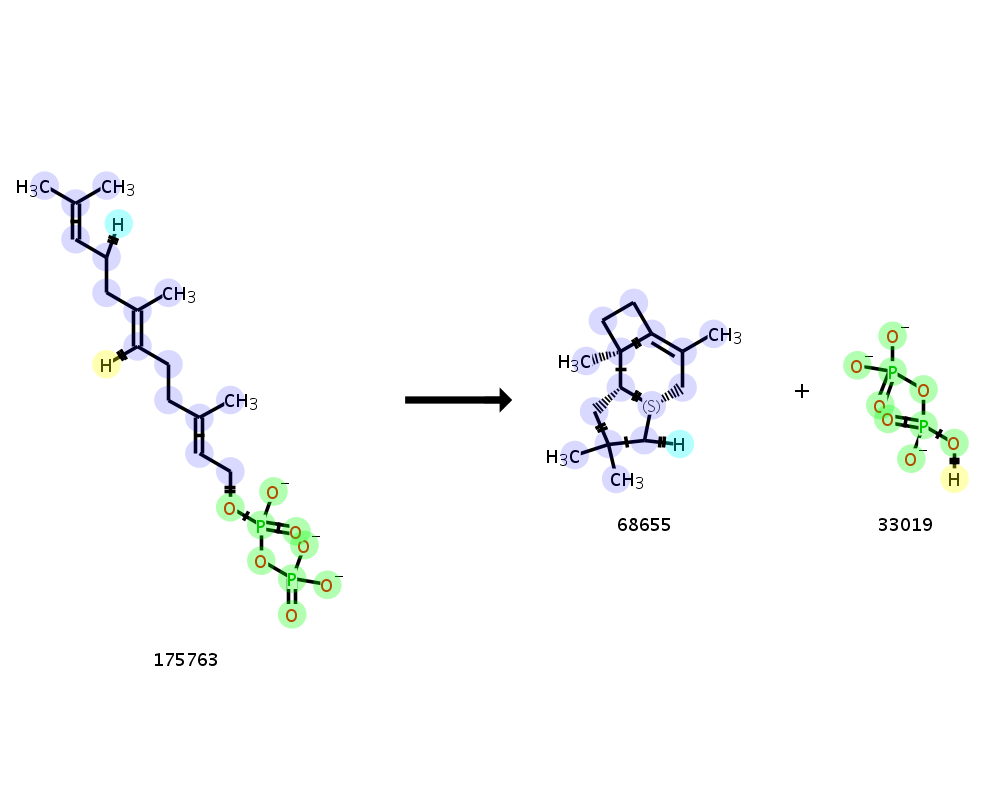 H₃C CH₃
H
CH₃
H
CH₃
O⁻
O
P O
O⁻
O
P O⁻
O
175763
CH₃
H₃C
(S)
H
H₃C
CH₃
68655
+
O⁻
O⁻ P
O
O
O
P
O
O⁻
H
33019